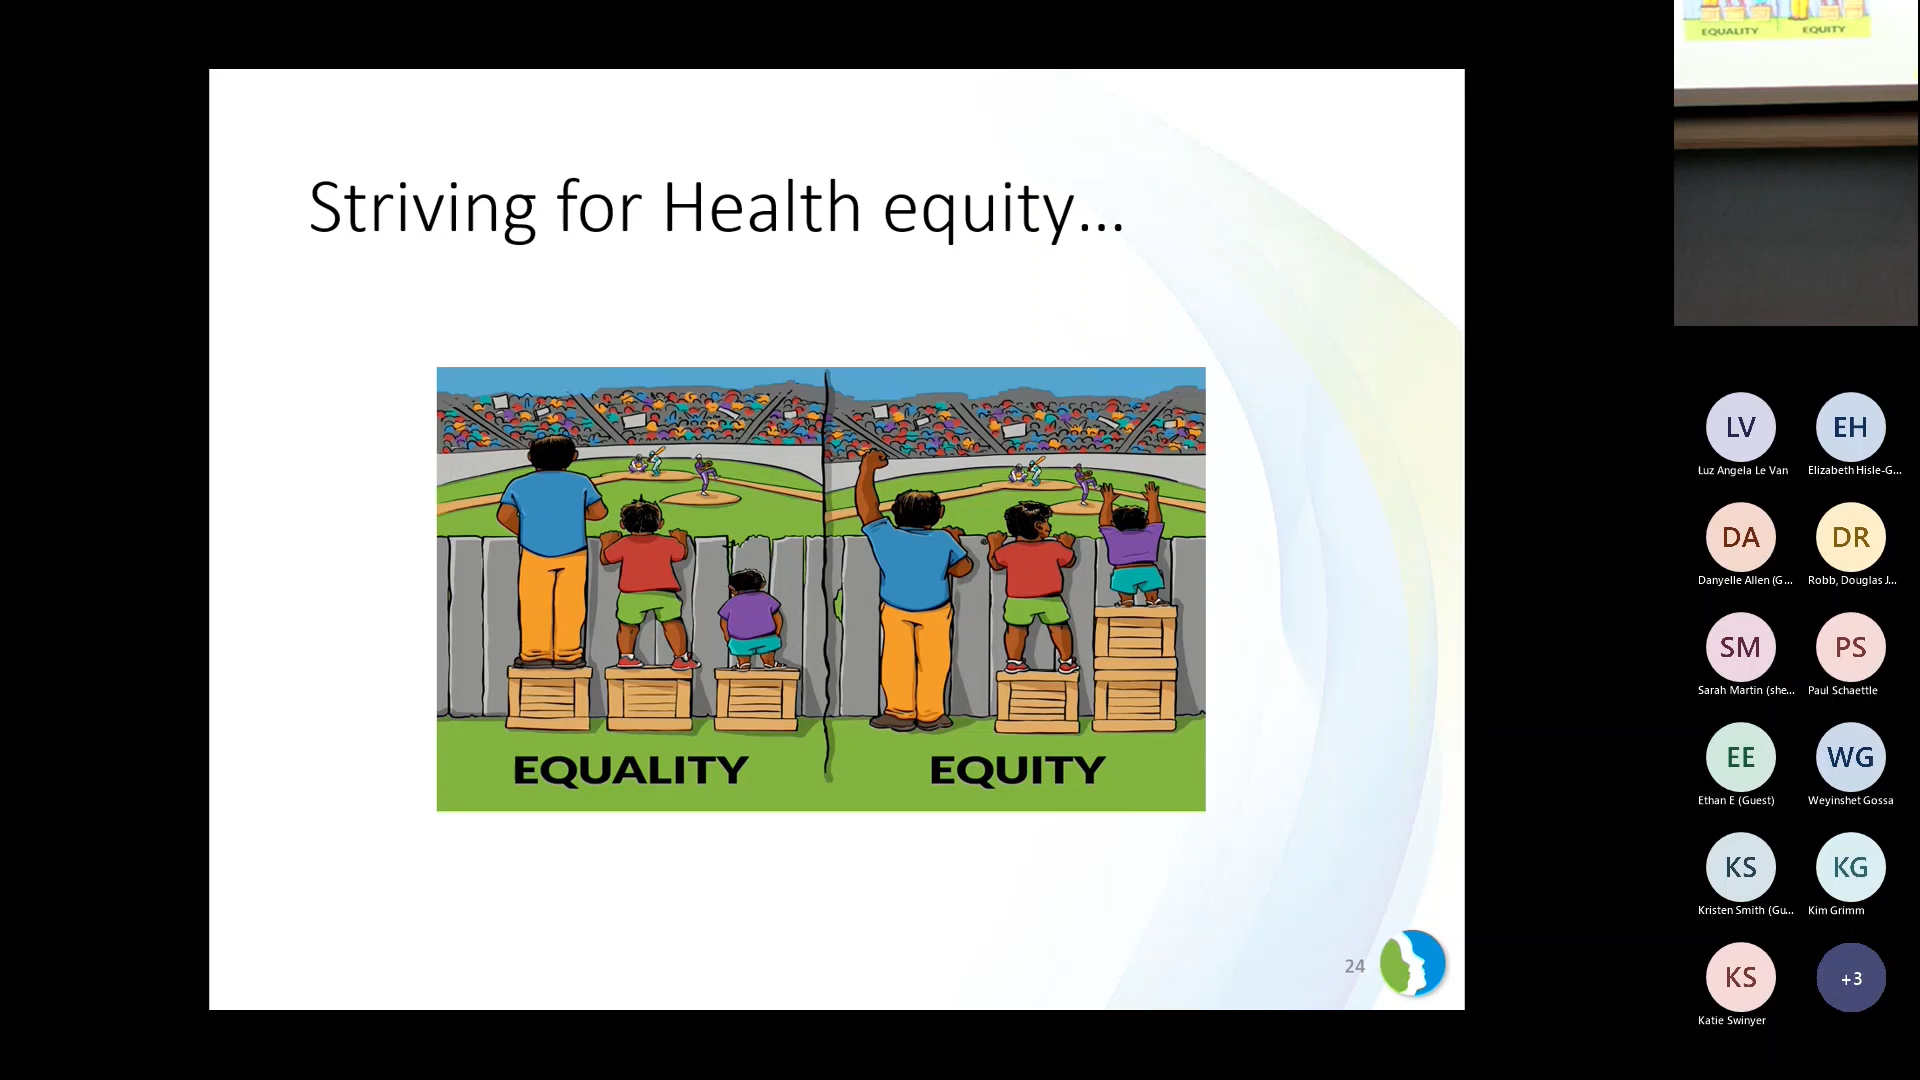 Striving for Health equity...
EQUALITY
EQUITY
24
EQUALITY
EQUITY
LV
EH
Luz Angela Le Van
Elizabeth Hisle-G...
DA
DR
Danyelle Allen (G...
Robb, Douglas J...
SM
PS
Sarah Martin (she...
Paul Schaettle
EE
WG
Ethan E (Guest)
Weyinshet Gossa
KS
KG
Kristen Smith (Gu...
Kim Grimm
KS
+3
Katie Swinyer